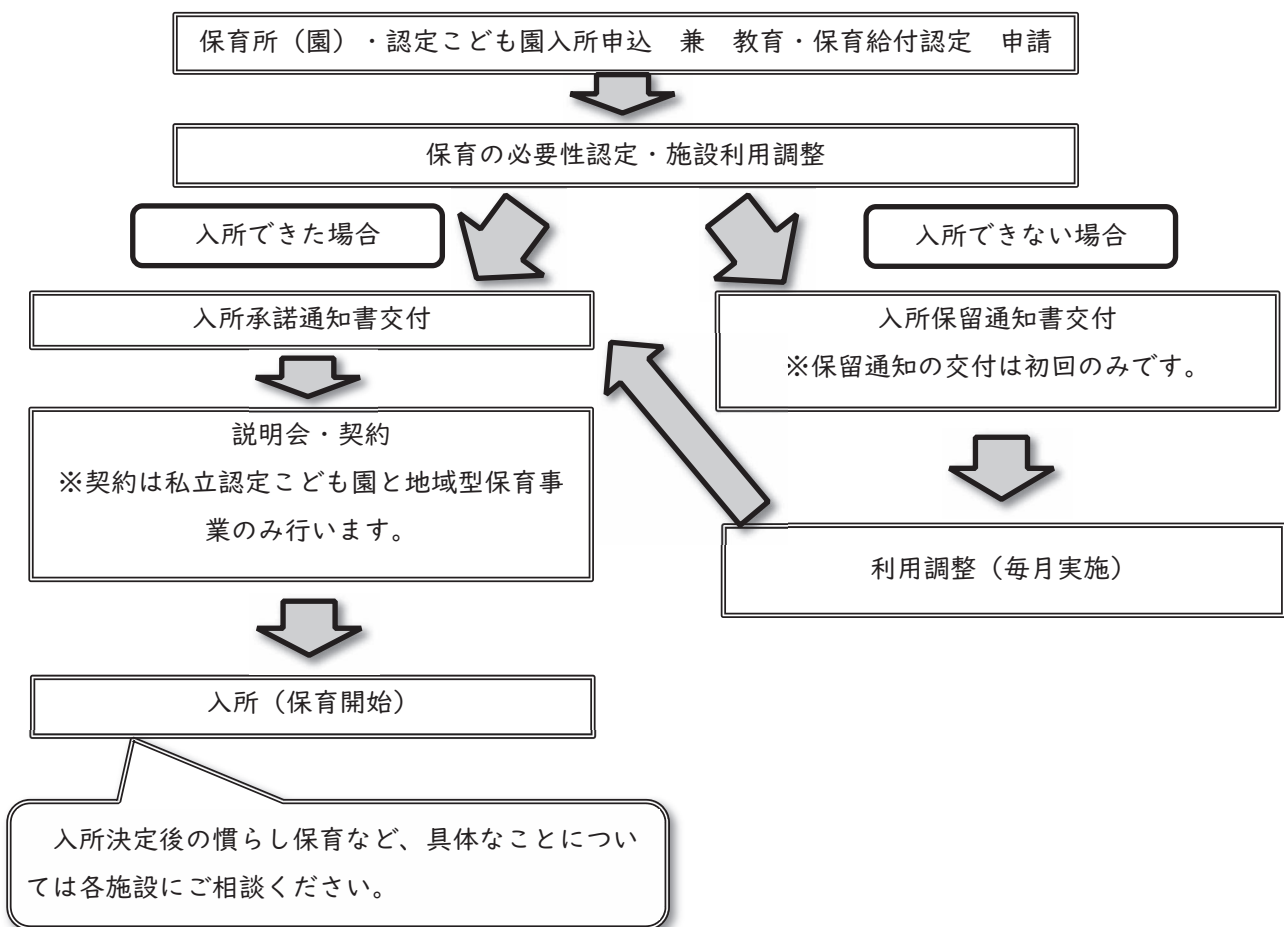 保育所（園）・認定こども園入所申込　兼　教育・保育給付認定　申請
保育の必要性認定・施設利用調整
入所できた場合
入所できない場合
入所承諾通知書交付
入所保留通知書交付
※保留通知の交付は初回のみです。
説明会・契約
※契約は私立認定こども園と地域型保育事
業のみ行います。
利用調整（毎月実施）
入所（保育開始）
入所決定後の慣らし保育など、具体なことについ
ては各施設にご相談ください。